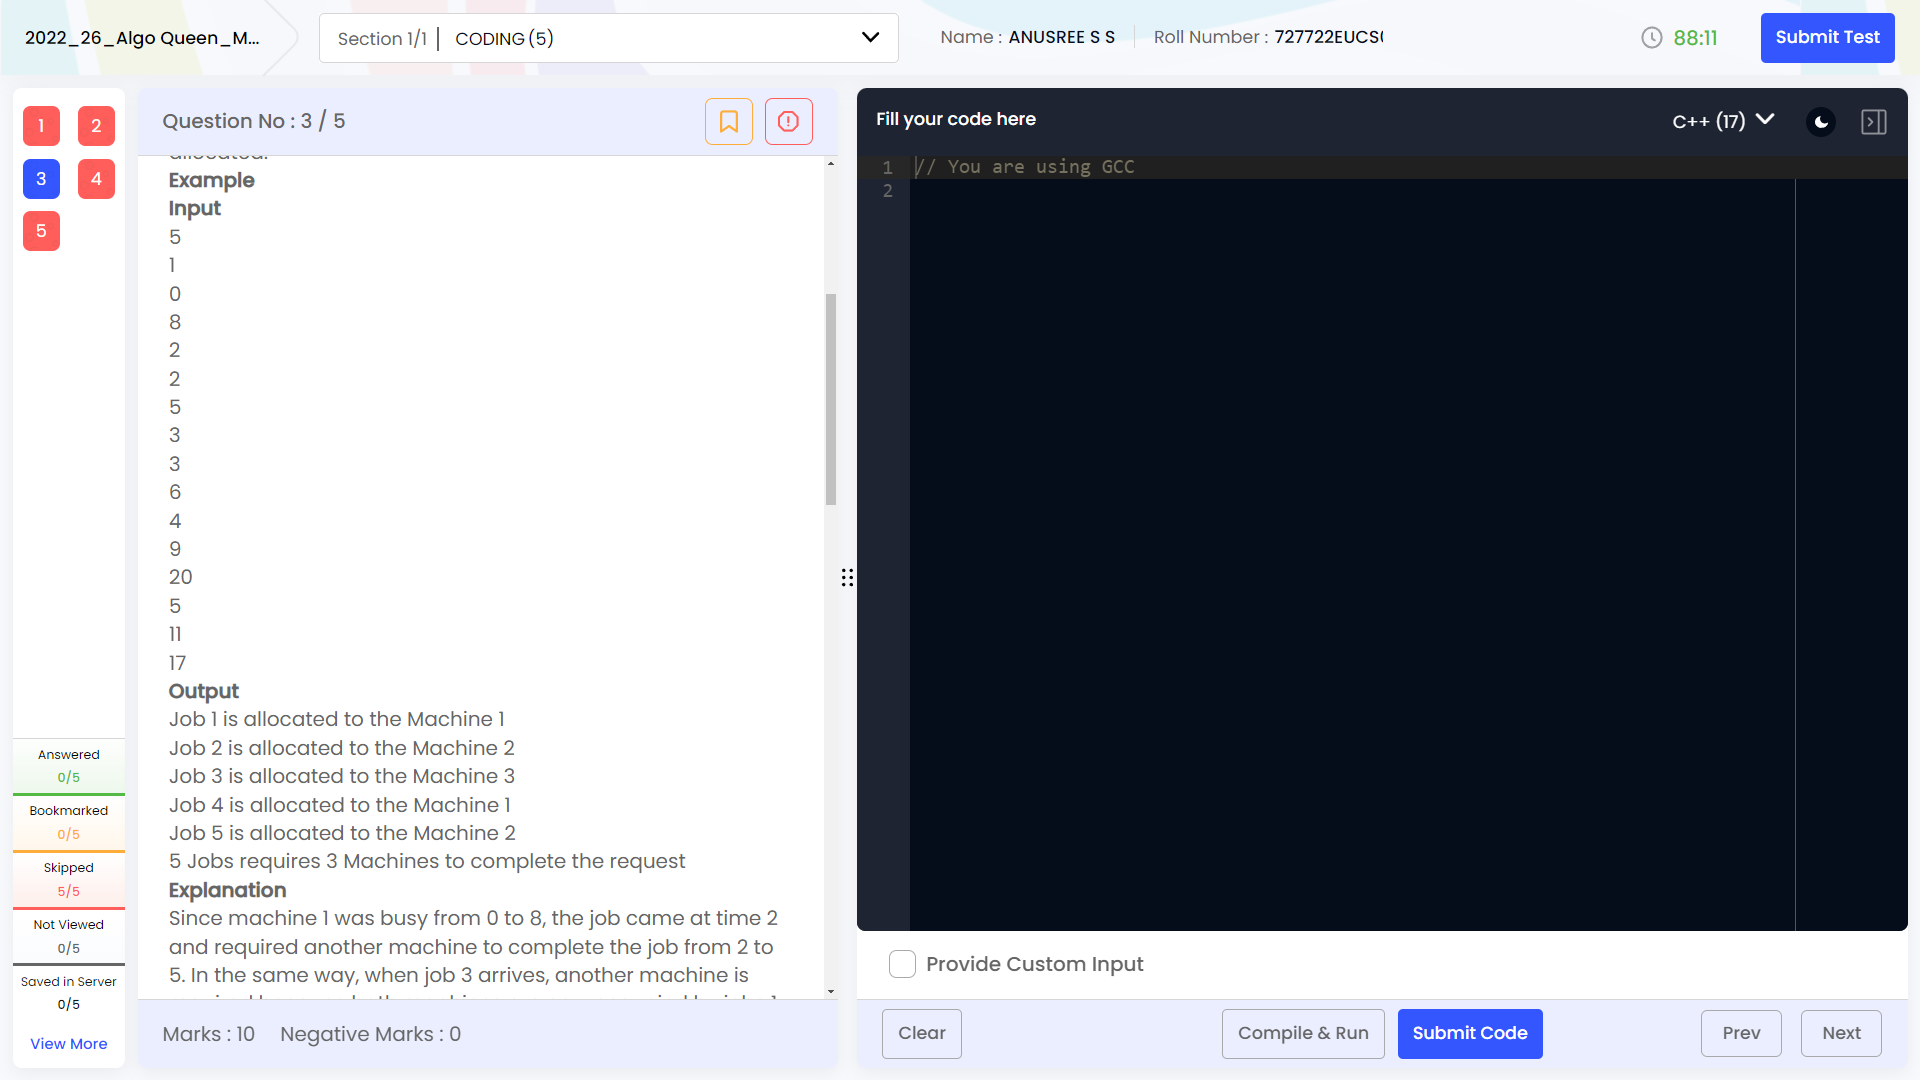 2022_26_Algo Queen_M...
Section 1/1 | CODING (5)
Name : ANUSREE S S
Roll Number : 727722EUCS
88:11
Submit Test
1
2
3
4
5
Answered
0/5
Bookmarked
0/5
Skipped
5/5
Not Viewed
0/5
Saved in Server
0/5
View More
Question No : 3 / 5
allocated.
Example
Input
5
1
0
8
2
2
5
3
3
6
4
9
20
5
11
17
Output
Job 1 is allocated to the Machine 1
Job 2 is allocated to the Machine 2
Job 3 is allocated to the Machine 3
Job 4 is allocated to the Machine 1
Job 5 is allocated to the Machine 2
5 Jobs requires 3 Machines to complete the request
Explanation
Since machine 1 was busy from 0 to 8, the job came at time 2
and required another machine to complete the job from 2 to
5. In the same way, when job 3 arrives, another machine is
Marks : 10
Negative Marks : 0
Fill your code here
C++ (17)
1 // You are using GCC
2
Provide Custom Input
Clear
Compile & Run
Submit Code
Prev
Next